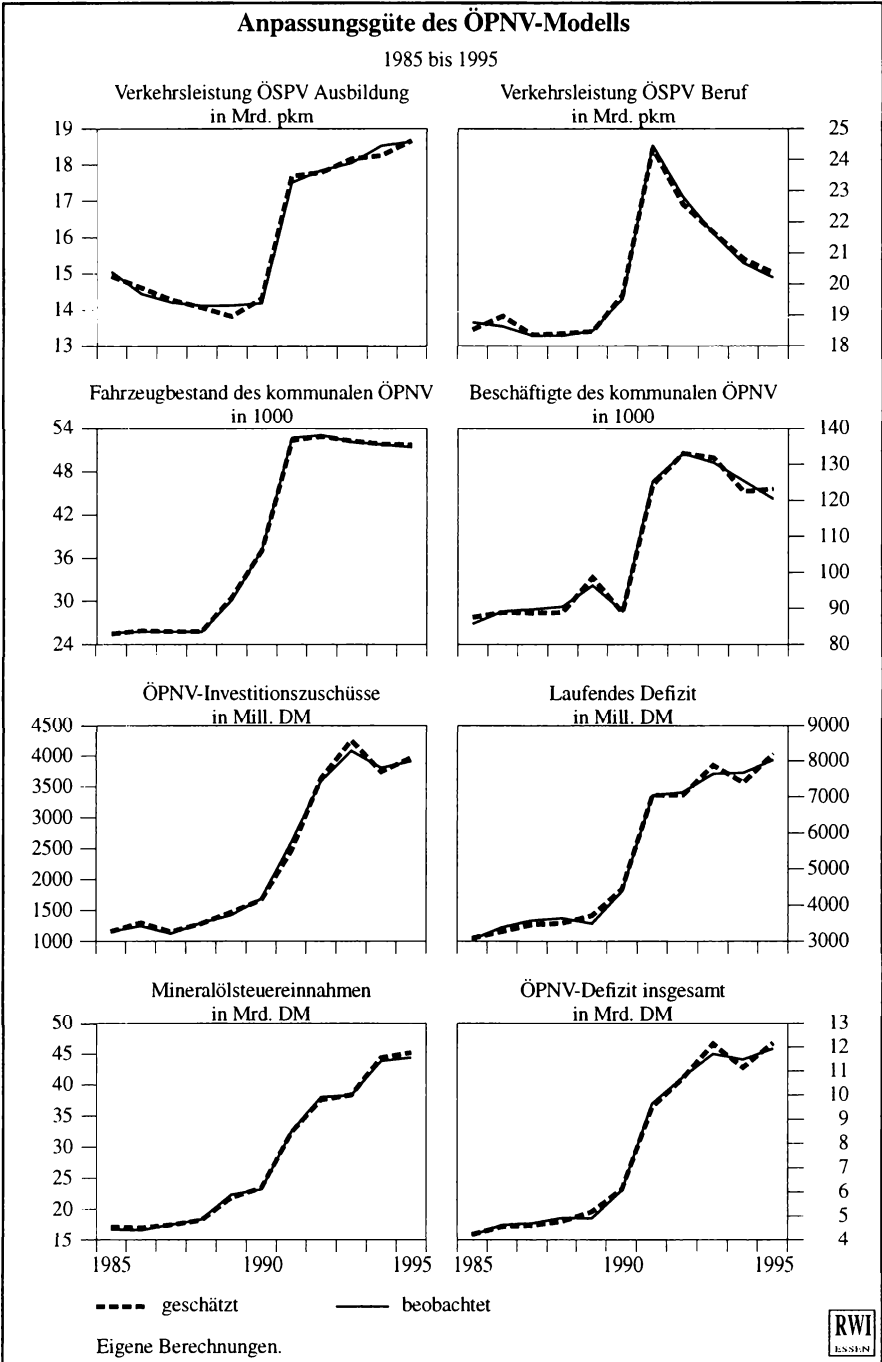 Anpassungsgüte des ÖPNV-Modells
1985 bis 1995
Verkehrsleistung ÖSPV Ausbildung
in Mrd. pkm
19
18
17
16
15
14
13
Verkehrsleistung ÖSPV Beruf
in Mrd. pkm
25
24
23
22
21
20
19
18
Fahrzeugbestand des kommunalen ÖPNV
in 1000
54
48
42
36
30
24
Beschäftigte des kommunalen ÖPNV
in 1000
140
130
120
100
90
80
ÖPNV-Investitionszuschüsse
in Mill. DM
4500
4000
3500
3000
2500
2000
1500
1000
Laufendes Defizit
in Mill. DM
9000
8000
7000
6000
5000
4000
3000
Mineralölsteuereinnahmen
in Mrd. DM
50
45
40
35
30
25
20
15
1985 1990 1995
ÖPNV-Defizit insgesamt
in Mrd. DM
13
12
11
10
9
8
7
6
5
4
1985 1990 1995
geschätzt beobachtet
Eigene Berechnungen.
RWI
ESSEN